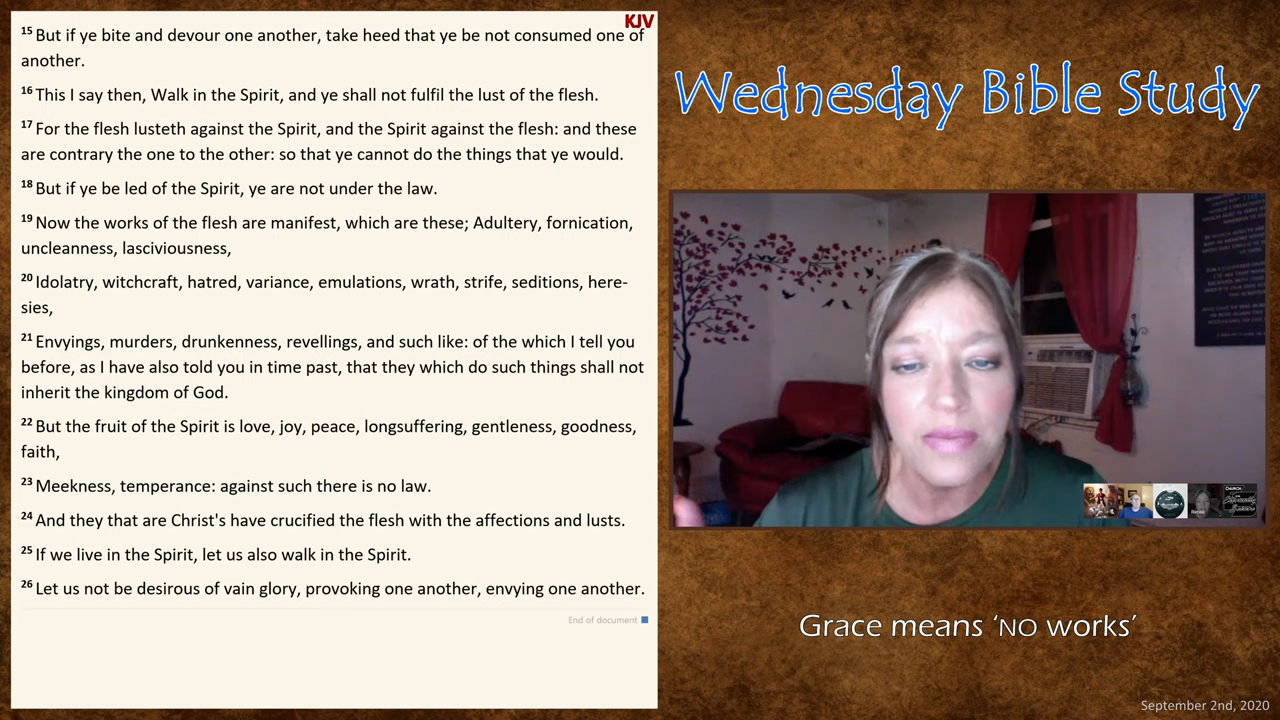 KJV
15 But if ye bite and devour one another, take heed that ye be not consumed one of
another.
16 This I say then, Walk in the Spirit, and ye shall not fulfil the lust of the flesh.
17 For the flesh lusteth against the Spirit, and the Spirit against the flesh: and these
are contrary the one to the other: so that ye cannot do the things that ye would.
18 But if ye be led of the Spirit, ye are not under the law.
19 Now the works of the flesh are manifest, which are these; Adultery, fornication,
uncleanness, lasciviousness,
20 Idolatry, witchcraft, hatred, variance, emulations, wrath, strife, seditions, here-
sies,
21 Envyings, murders, drunkenness, revellings, and such like: of the which I tell you
before, as I have also told you in time past, that they which do such things shall not
inherit the kingdom of God.
22 But the fruit of the Spirit is love, joy, peace, longsuffering, gentleness, goodness,
faith,
23 Meekness, temperance: against such there is no law.
24 And they that are Christ's have crucified the flesh with the affections and lusts.
25 If we live in the Spirit, let us also walk in the Spirit.
26 Let us not be desirous of vain glory, provoking one another, envying one another.
End of document
Wednesday Bible Study
Renee
CHURCH
Grace means ‘NO works’
September 2nd, 2020